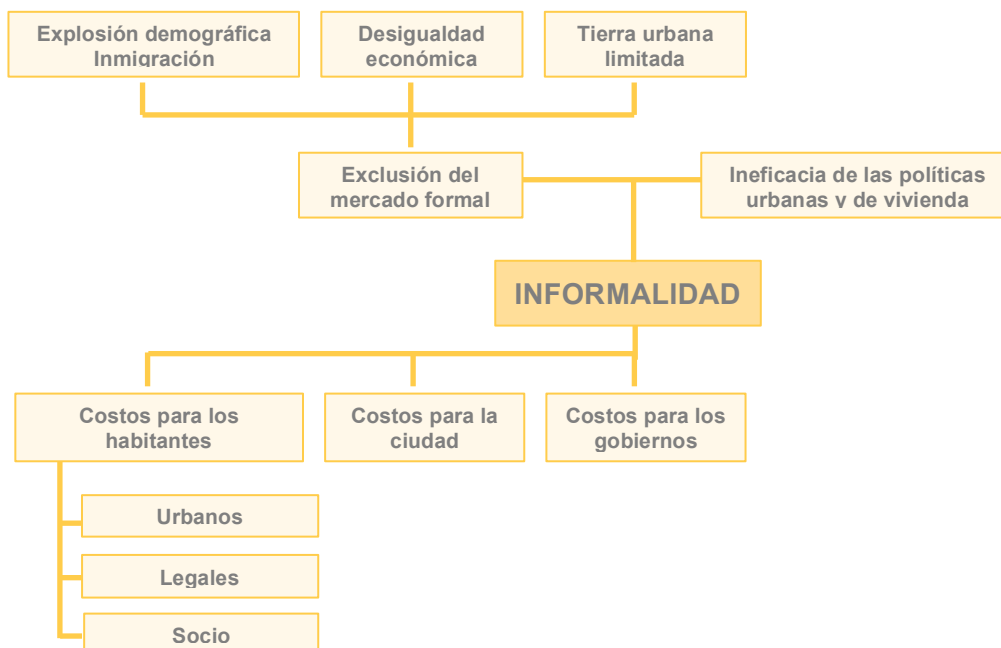 Explosión demográfica
Inmigración
Desigualdad
económica
Tierra urbana
limitada
Exclusión del
mercado formal
Ineficacia de las políticas
urbanas y de vivienda
INFORMALIDAD
Costos para los
habitantes
Costos para la
ciudad
Costos para los
gobiernos
Urbanos
Legales
Socio